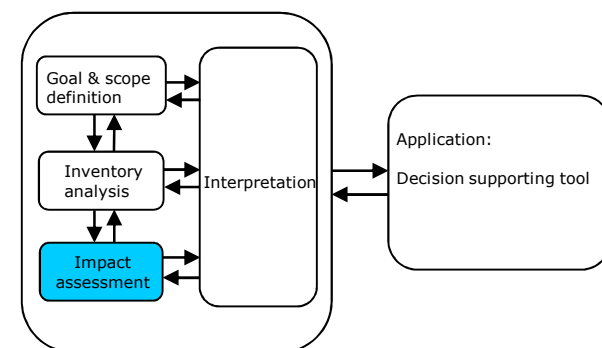 Goal & scope
definition
Inventory
analysis
Impact
assessment
Interpretation
Application:
Decision supporting tool